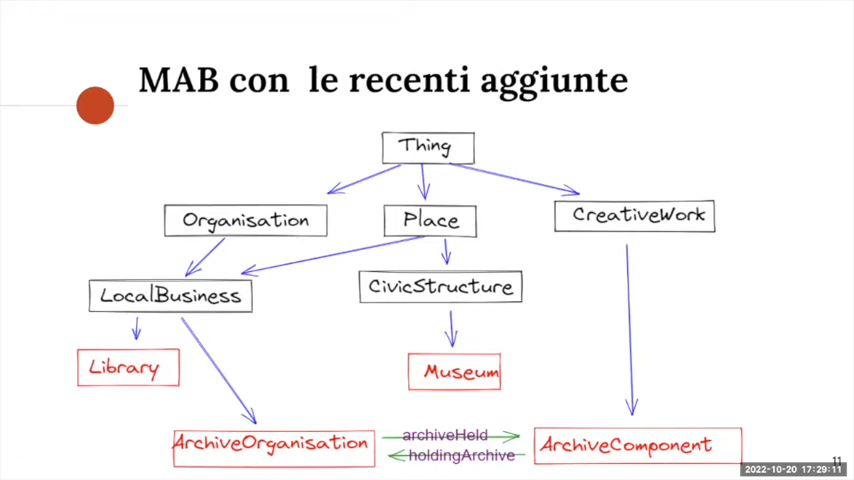 MAB con le recenti aggiunte
Thing
Organisation
Place
CreativeWork
LocalBusiness
CivicStructure
Library
Museum
ArchiveOrganisation
archiveHeld
holdingArchive
ArchiveComponent
11
2022-10-20 17:29:11